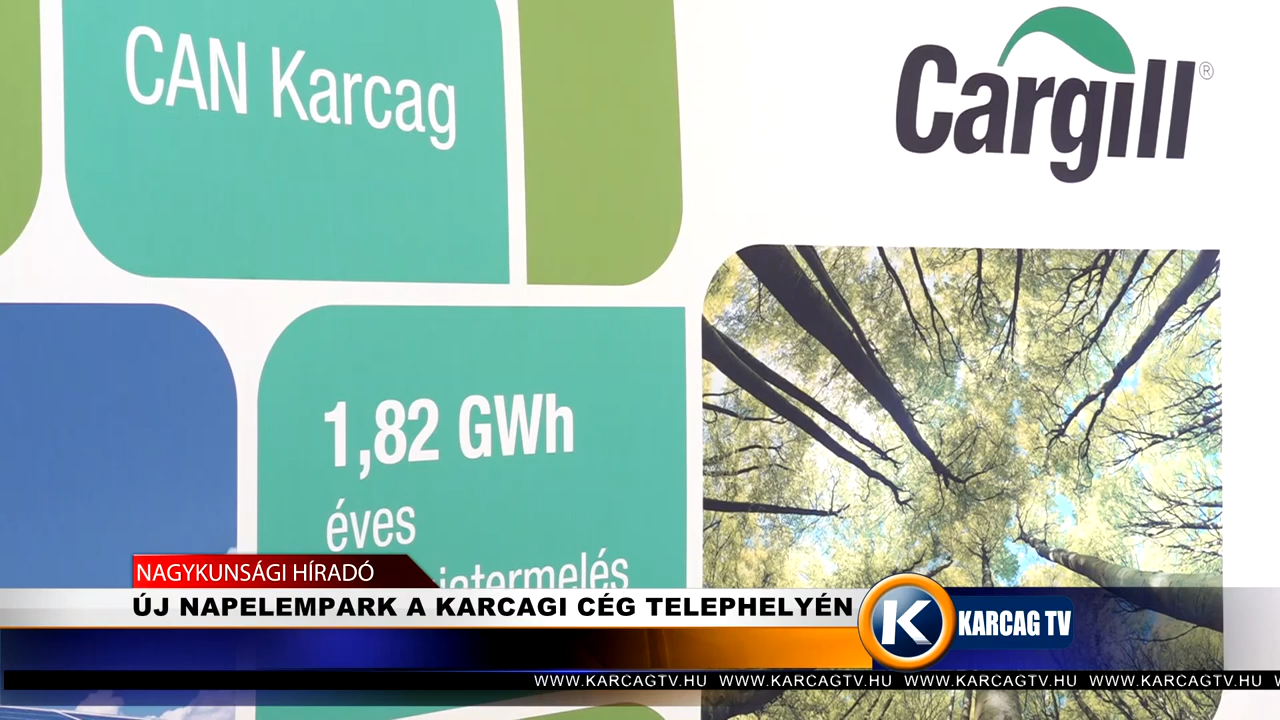 CAN Karcag
Cargill®
1,82 GWh
éves
NAGYKUNSÁGI HÍRADÓ
ÚJ NAPELEMPARK A KARCAGI CÉG TELEPHELYÉN
K KARCAG TV
WWW.KARCAGTV.HU WWW.KARCAGTV.HU WWW.KARCAGTV.HU WWW.KARCAGTV.HU